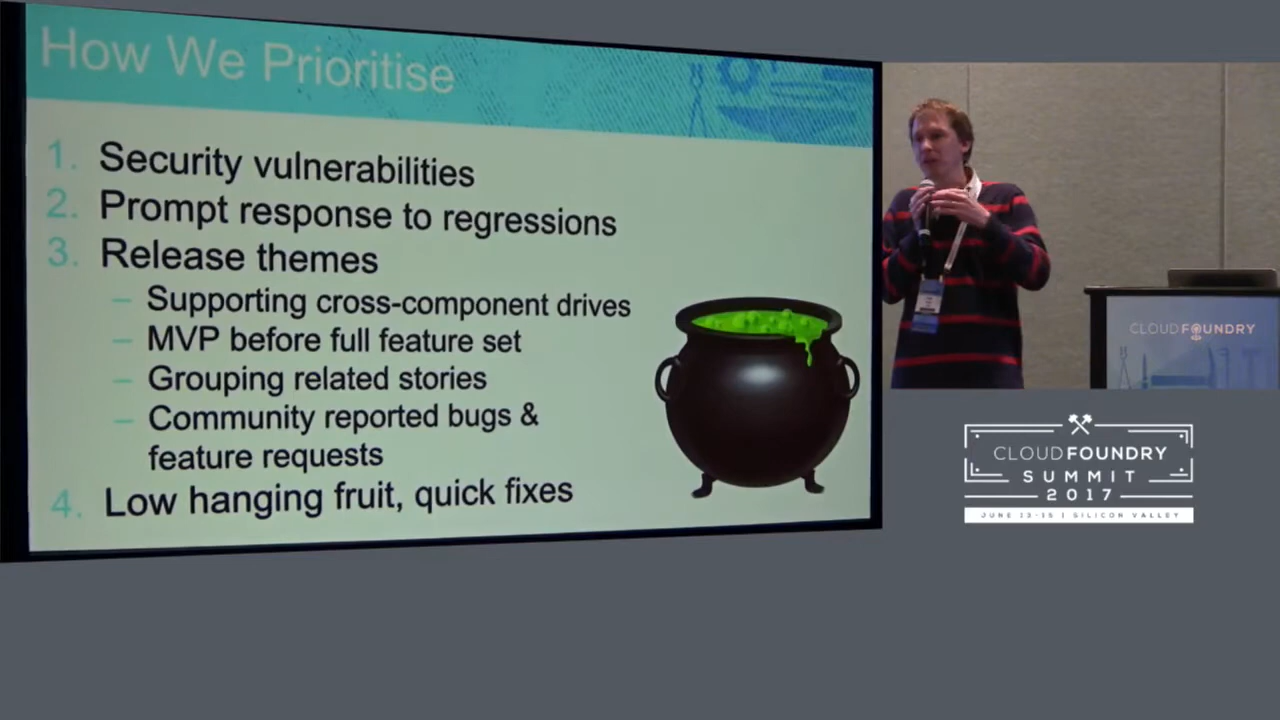 How We Prioritise
1. Security vulnerabilities
2. Prompt response to regressions
3. Release themes
– Supporting cross-component drives
– MVP before full feature set
– Grouping related stories
– Community reported bugs &
feature requests
4. Low hanging fruit, quick fixes
CLOUDFOUNDRY
CLOUDFOUNDRY
SUMMIT
2017
JUNE 13-15 | SILICON VALLEY